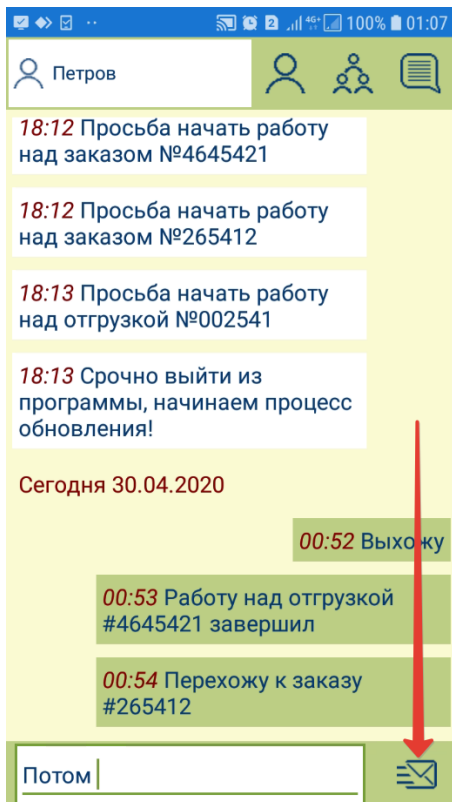 2 46+ 100% 01:07
Петров
18:12 Просьба начать работу
над заказом №4645421
18:12 Просьба начать работу
над заказом №265412
18:13 Просьба начать работу
над отгрузкой №002541
18:13 Срочно выйти из
программы, начинаем процесс
обновления!
Сегодня 30.04.2020
00:52 Выхожу
00:53 Работу над отгрузкой
#4645421 завершил
00:54 Перехожу к заказу
#265412
Потом